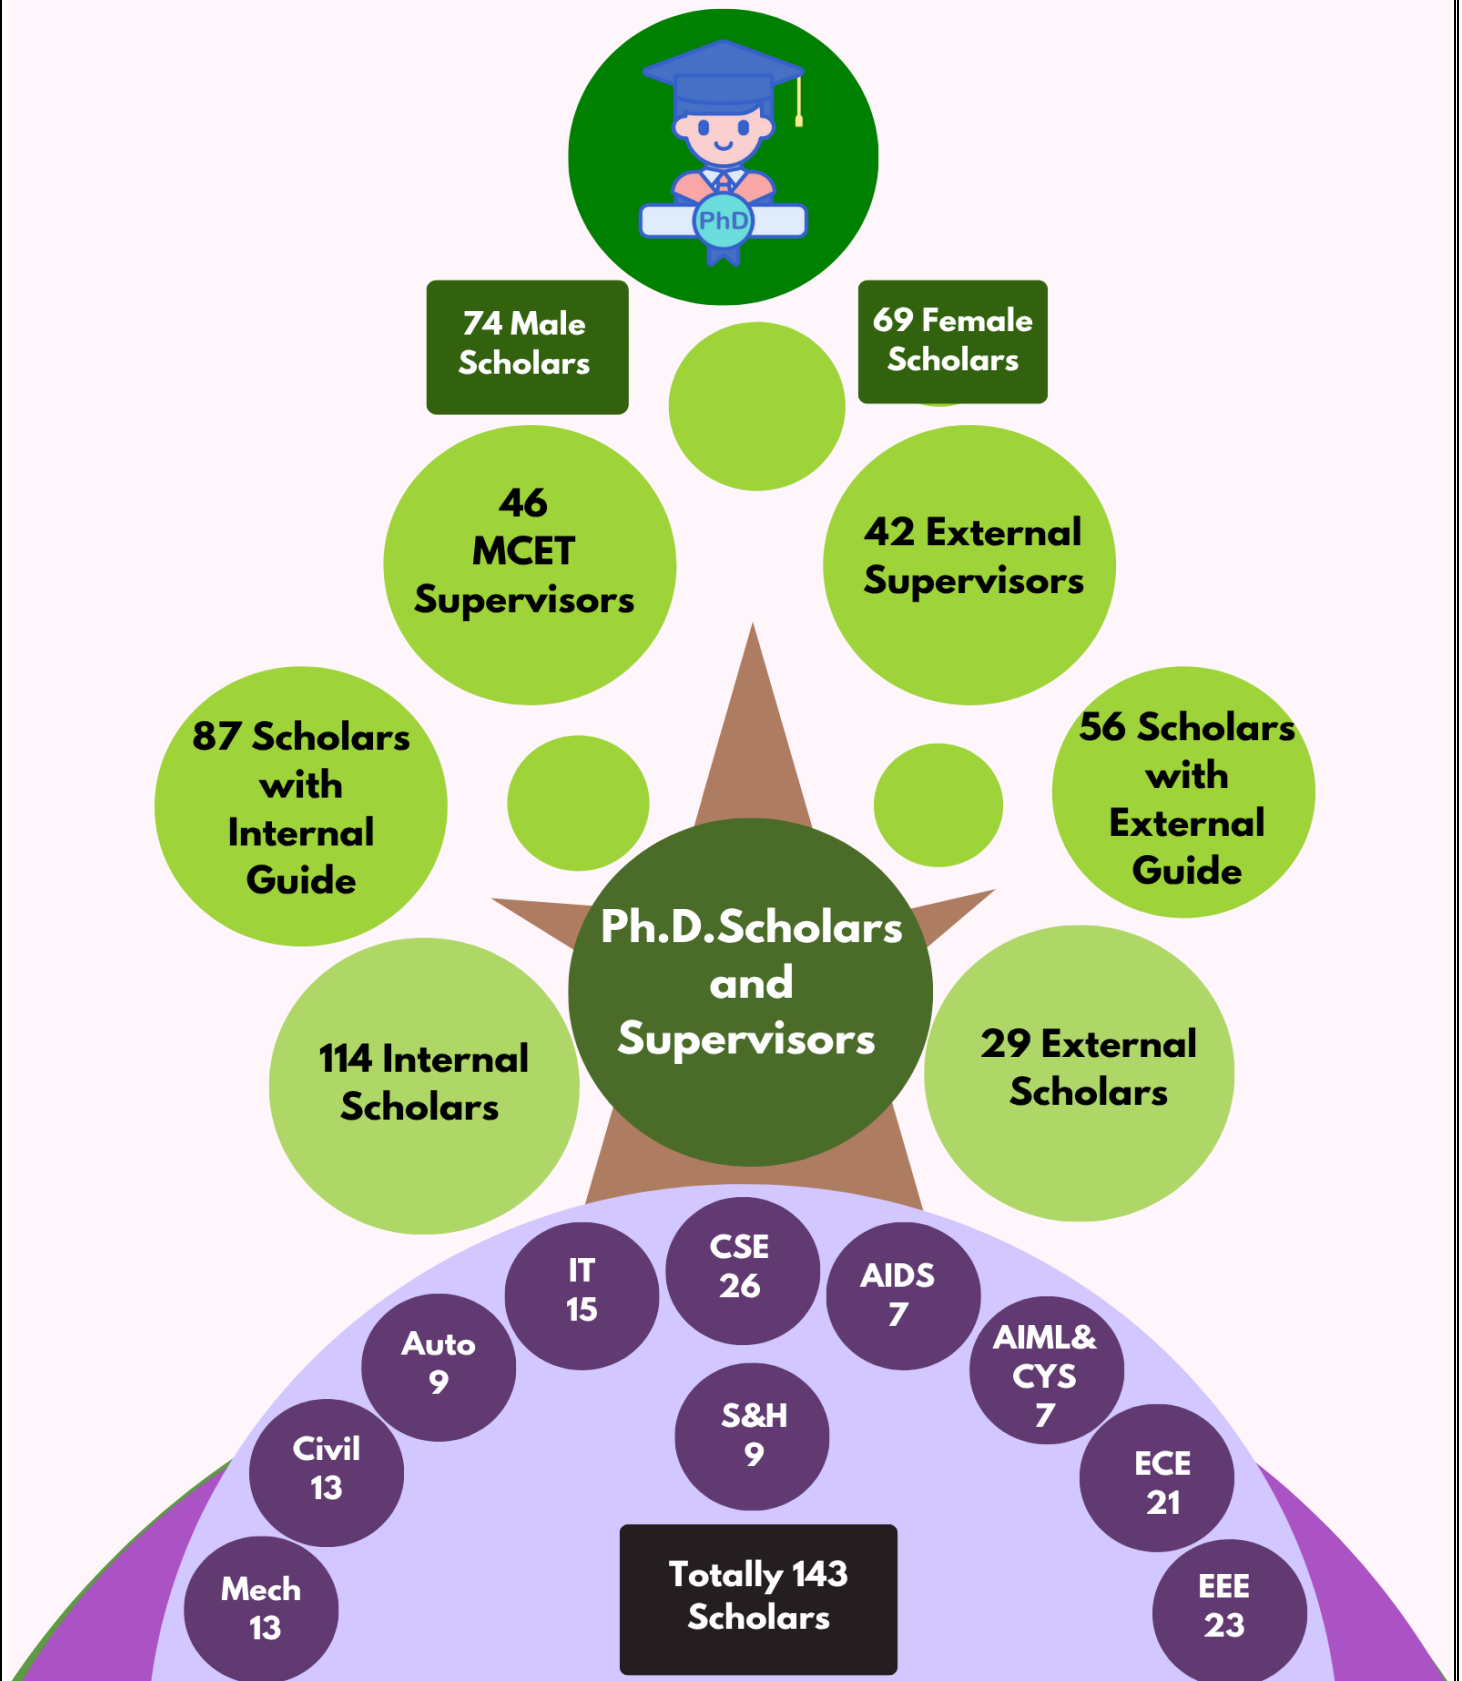 PhD
74 Male
Scholars
69 Female
Scholars
46
MCET
Supervisors
42 External
Supervisors
87 Scholars
with
Internal
Guide
56 Scholars
with
External
Guide
Ph.D.Scholars
and
Supervisors
114 Internal
Scholars
29 External
Scholars
Mech
13
Civil
13
Auto
9
IT
15
CSE
26
AIDS
7
AIML&
CYS
7
ECE
21
EEE
23
S&H
9
Totally 143
Scholars